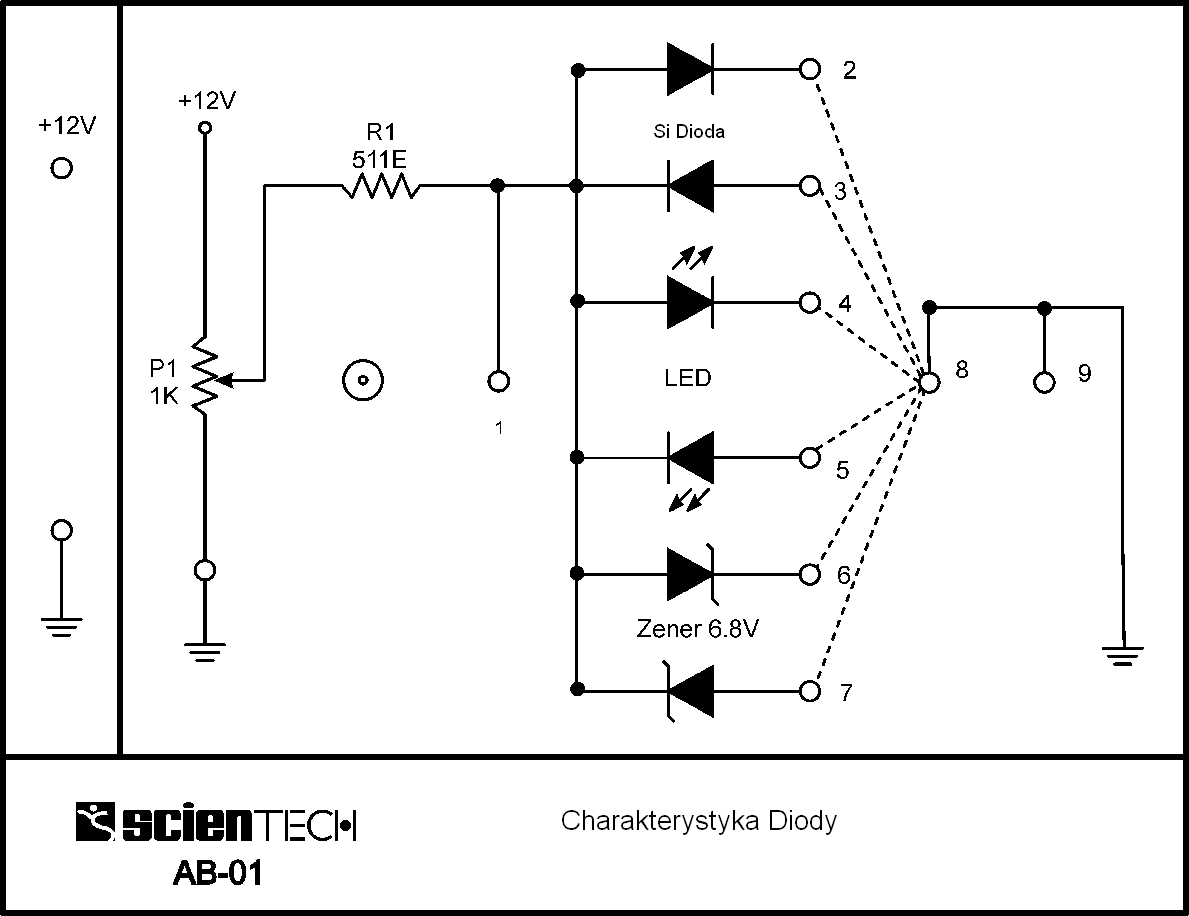 +12V
+12V
R1
511E
P1
1K
1
Si Dioda
2
3
4
LED
5
6
Zener 6.8V
7
8
9
SCIENTECH
AB-01
Charakterystyka Diody